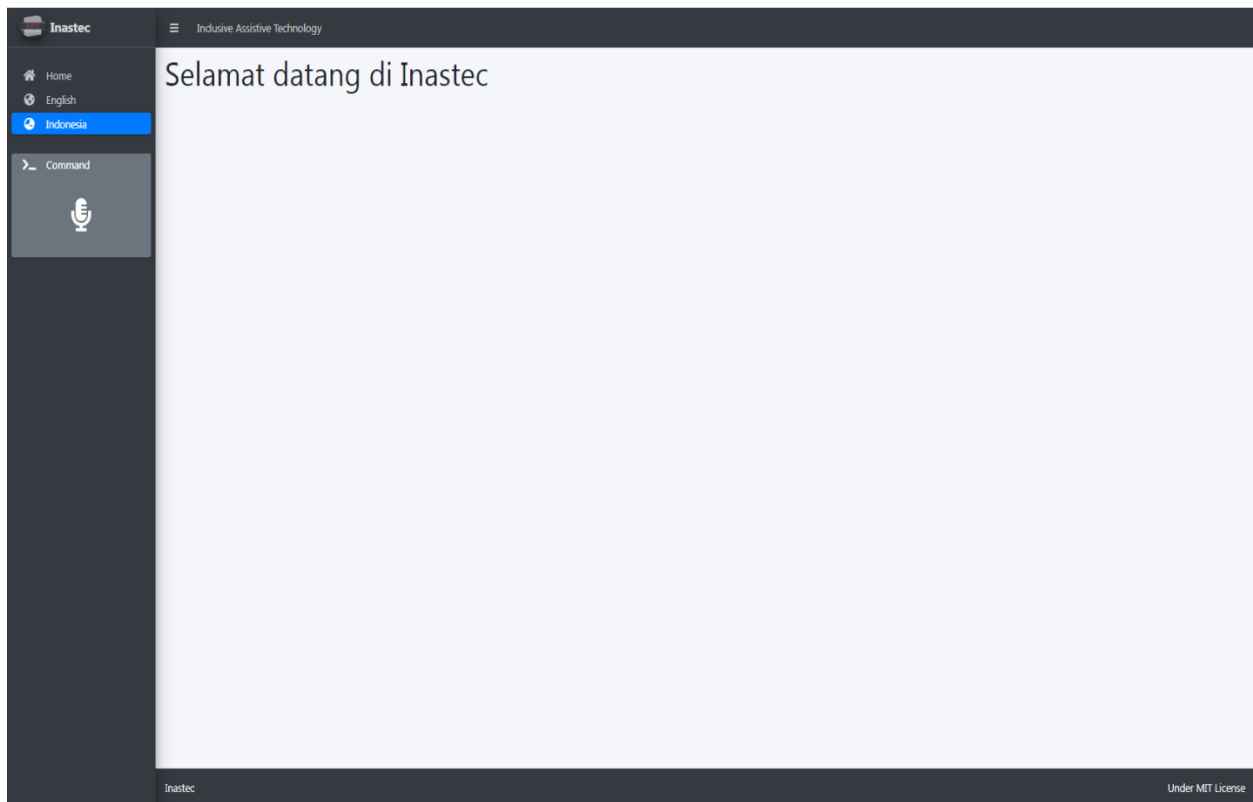 Inastec
Inclusive Assistive Technology
Home
English
Indonesia
Command
Selamat datang di Inastec
Inastec
Under MIT License